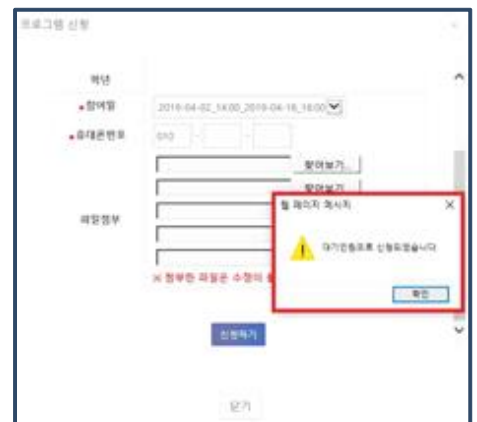 프로그램 신청
학년
•참여일 2019-04-02_14:00_2019-04-16_16:00
•휴대폰번호 010 - -
찾아보기...
찾아보기...
파일첨부
웹 페이지 메시지
대기인원으로 신청되었습니다
※ 첨부한 파일은 수정이
확인
신청하기
닫기